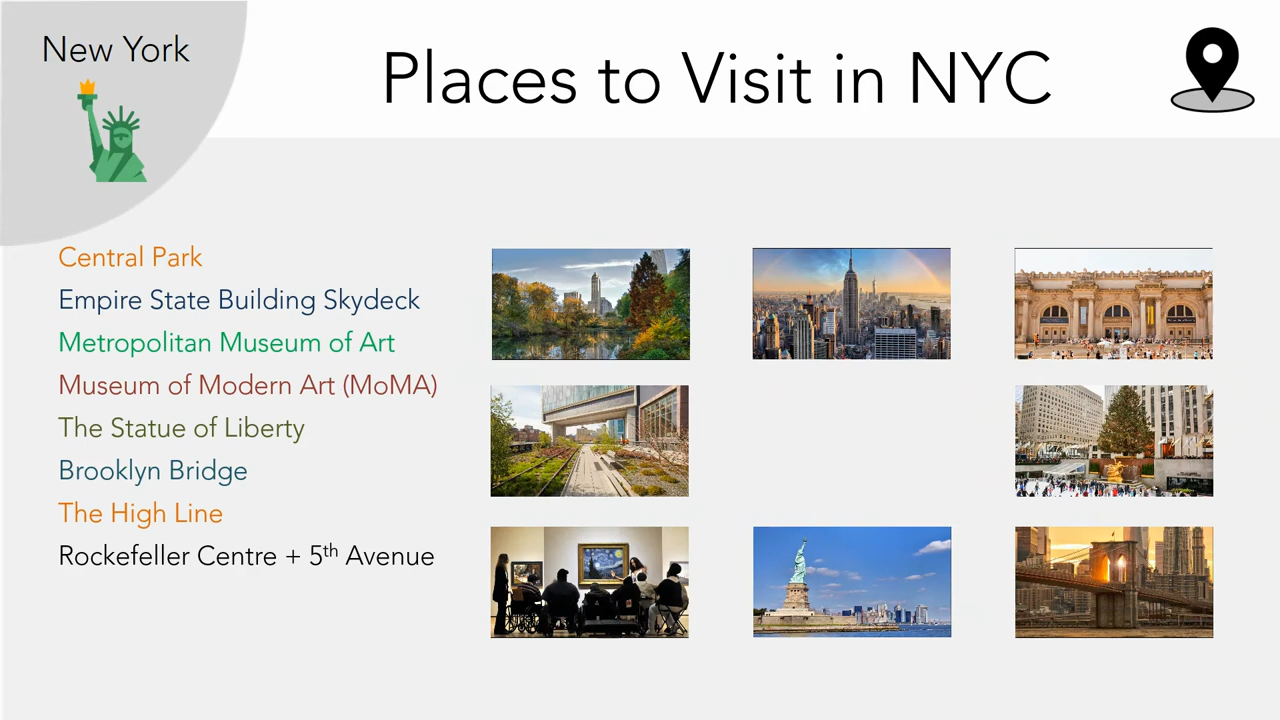 New York
Places to Visit in NYC
Central Park
Empire State Building Skydeck
Metropolitan Museum of Art
Museum of Modern Art (MoMA)
The Statue of Liberty
Brooklyn Bridge
The High Line
Rockefeller Centre + 5th Avenue